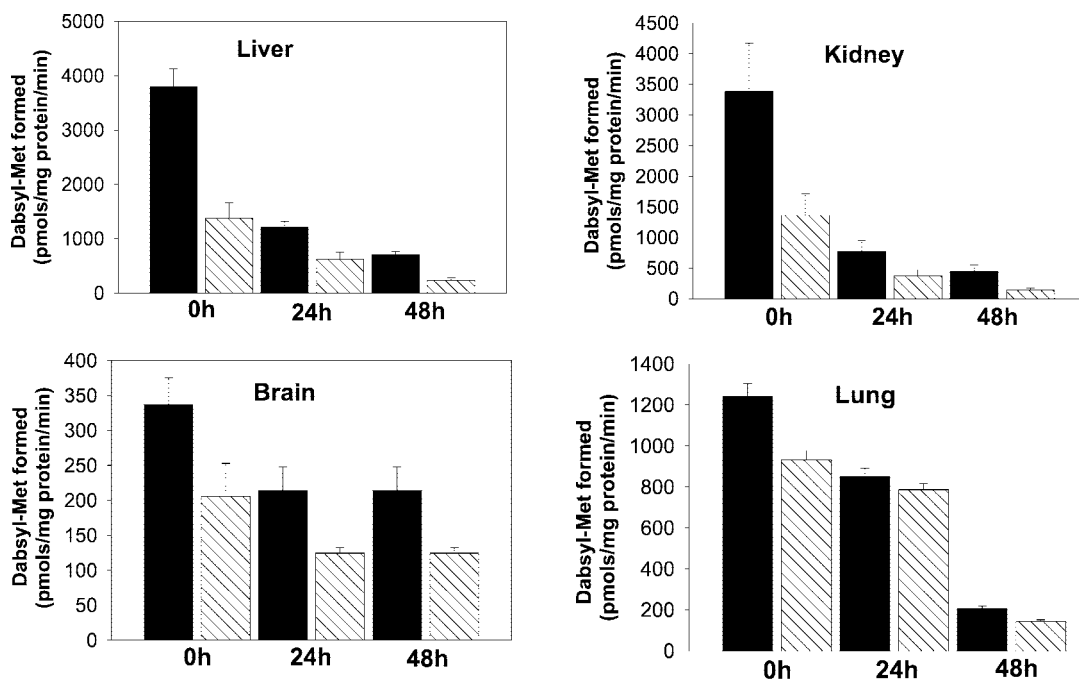 Liver
Dabsyl-Met formed
(pmols/mg protein/min)
5000
4000
3000
2000
1000
0
0h 24h 48h
Kidney
Dabsyl-Met formed
(pmols/mg protein/min)
4500
4000
3500
3000
2500
2000
1500
1000
500
0
0h 24h 48h
Brain
Dabsyl-Met formed
(pmols/mg protein/min)
400
350
300
250
200
150
100
50
0
0h 24h 48h
Lung
Dabsyl-Met formed
(pmols/mg protein/min)
1400
1200
1000
800
600
400
200
0
0h 24h 48h